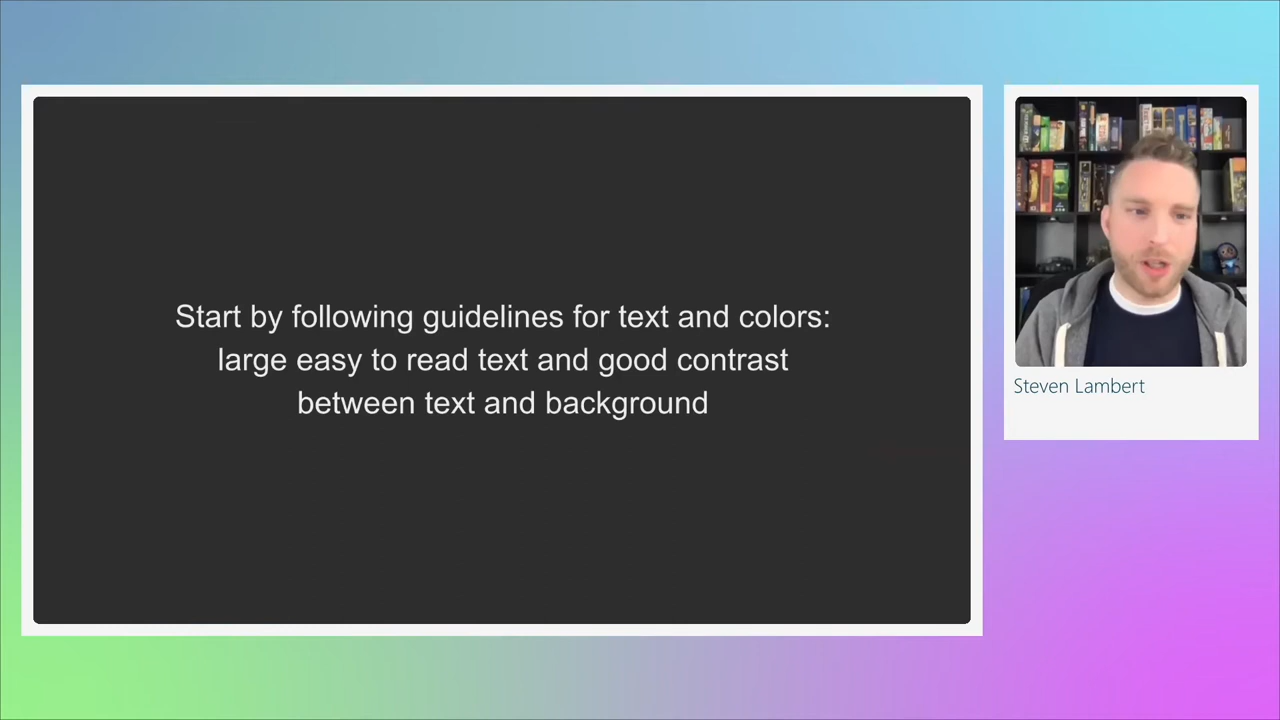 Start by following guidelines for text and colors:
large easy to read text and good contrast
between text and background
Steven Lambert